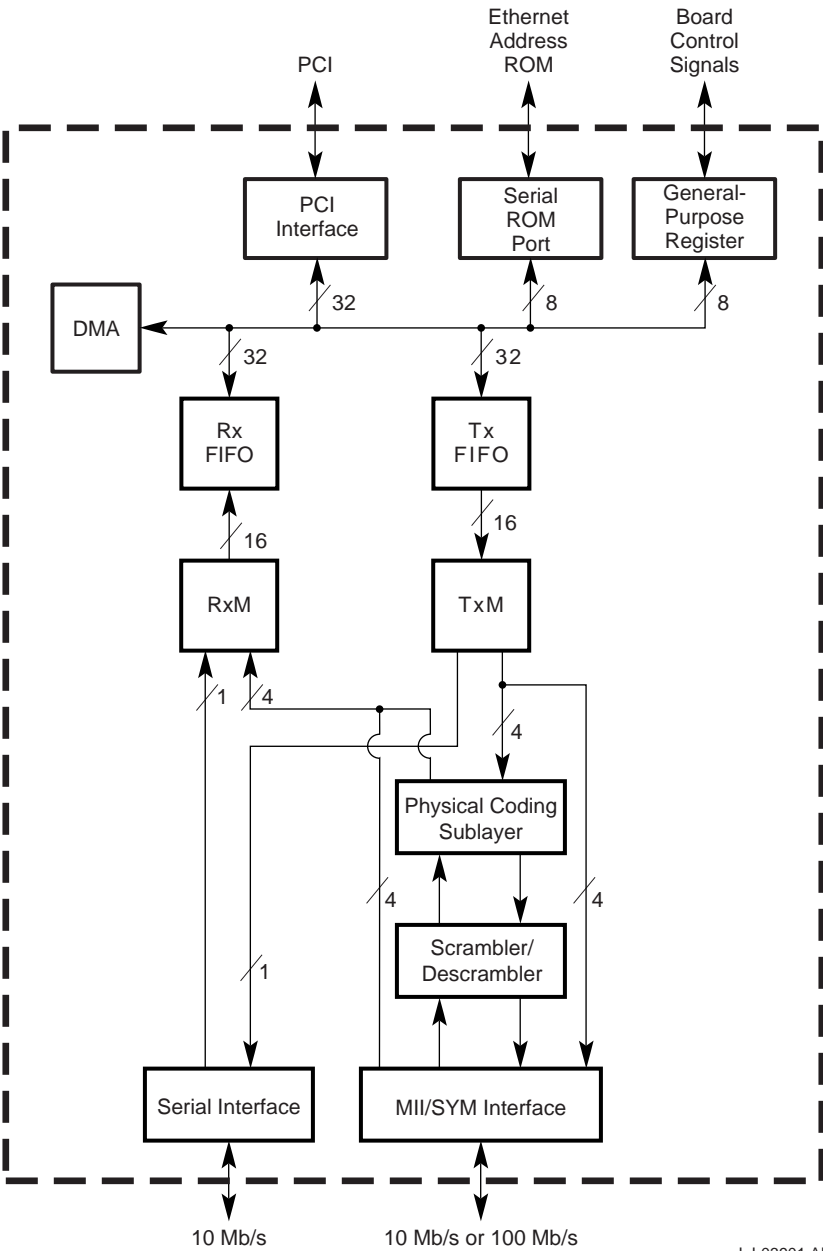 Ethernet
Address
ROM
Board
Control
Signals
PCI
PCI
Interface
Serial
ROM
Port
General-
Purpose
Register
32
8
8
DMA
32
32
Rx
FIFO
Tx
FIFO
16
16
RxM
TxM
1
4
4
Physical Coding
Sublayer
4
4
Scrambler/
Descrambler
1
Serial Interface
MII/SYM Interface
10 Mb/s
10 Mb/s or 100 Mb/s